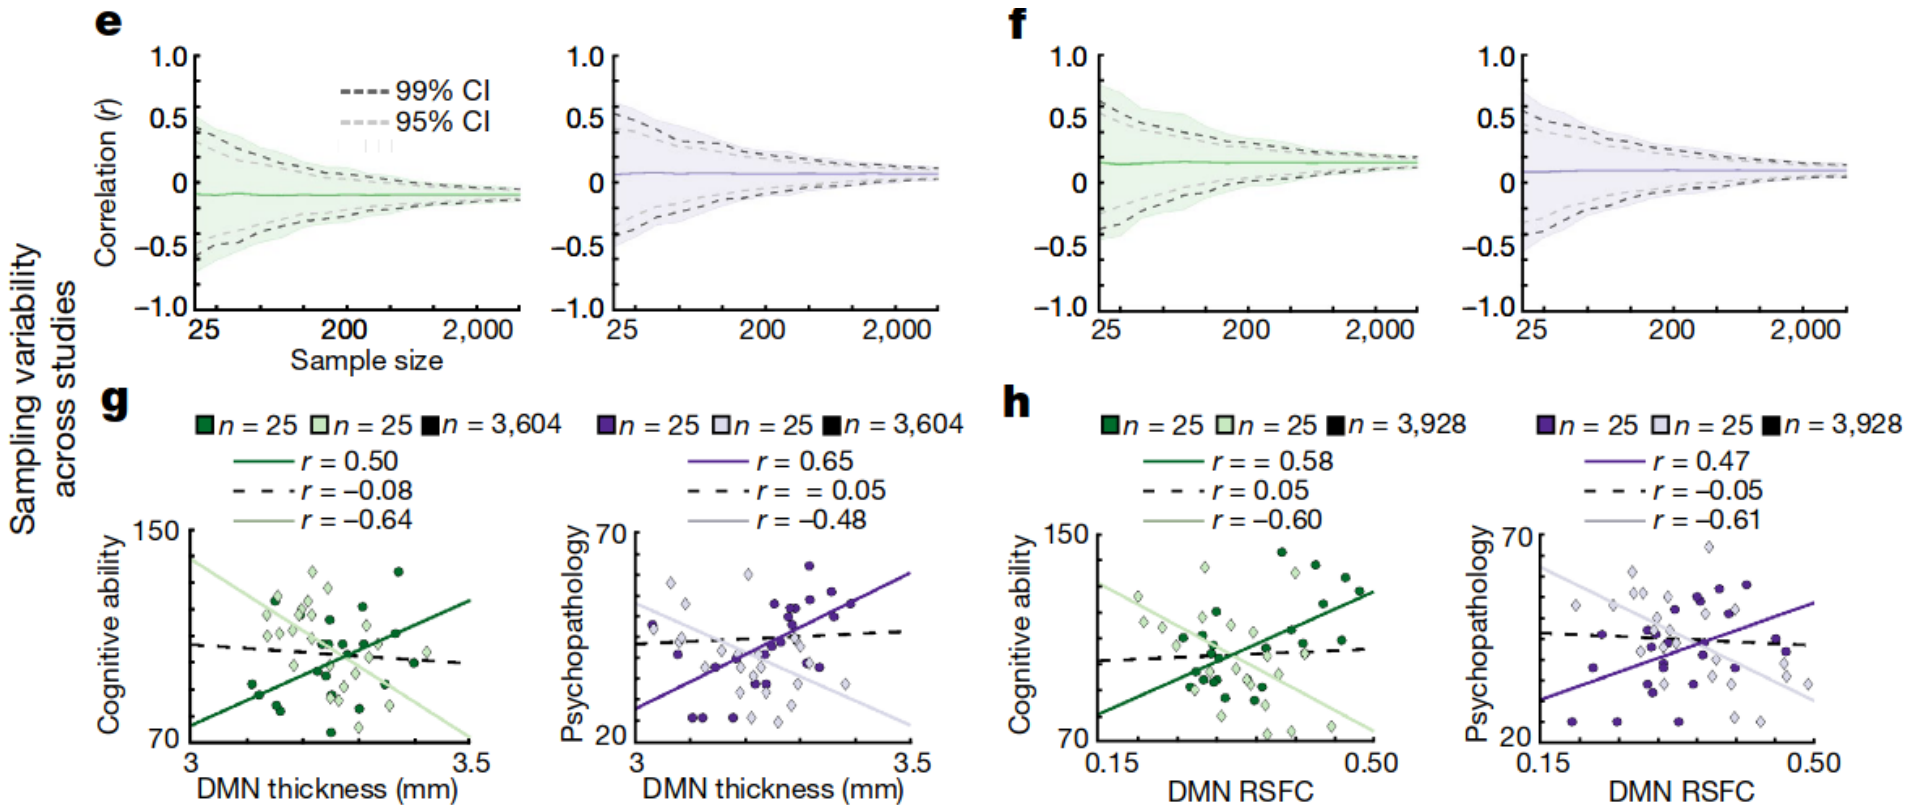 Sampling variability
across studies
e
Correlation (r)
1.0
0.5
0
−0.5
−1.0
99% CI
95% CI
25
200
2,000
Sample size
1.0
0.5
0
−0.5
−1.0
25
200
2,000
f
1.0
0.5
0
−0.5
−1.0
25
200
2,000
1.0
0.5
0
−0.5
−1.0
25
200
2,000
g
n = 25 n = 25 n = 3,604
r = 0.50
r = −0.08
r = −0.64
Cognitive ability
150
70
3
3.5
DMN thickness (mm)
n = 25 n = 25 n = 3,604
r = 0.65
r = = 0.05
r = −0.48
Psychopathology
70
20
3
3.5
DMN thickness (mm)
h
n = 25 n = 25 n = 3,928
r = = 0.58
r = 0.05
r = −0.60
Cognitive ability
150
70
0.15
0.50
DMN RSFC
n = 25 n = 25 n = 3,928
r = 0.47
r = −0.05
r = −0.61
Psychopathology
70
20
0.15
0.50
DMN RSFC